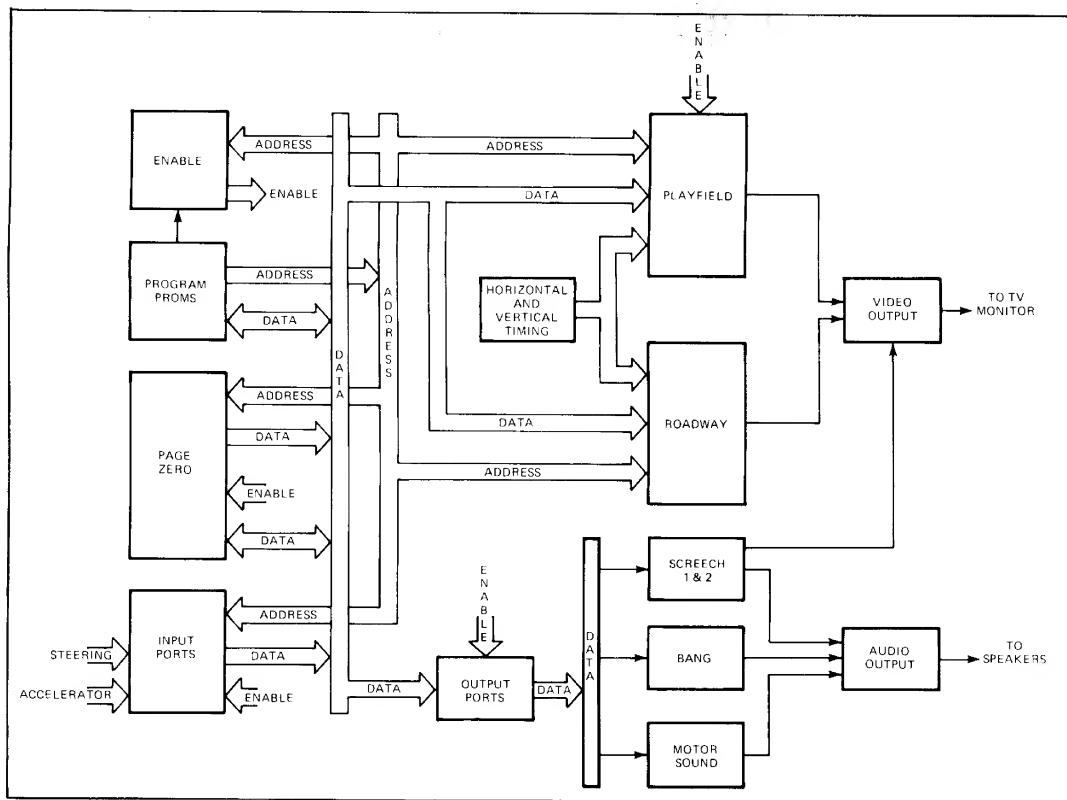 ENABLE
ENABLE
ADDRESS
ADDRESS
ENABLE
DATA
PLAYFIELD
PROGRAM
PROMS
ADDRESS
DATA
ADDRESS
DATA
HORIZONTAL
AND
VERTICAL
TIMING
VIDEO
OUTPUT
TO TV
MONITOR
PAGE
ZERO
ADDRESS
DATA
ENABLE
DATA
DATA
ADDRESS
ROADWAY
INPUT
PORTS
STEERING
ACCELERATOR
ADDRESS
DATA
ENABLE
ENABLE
DATA
OUTPUT
PORTS
DATA
DATA
SCREECH
1 & 2
BANG
MOTOR
SOUND
AUDIO
OUTPUT
TO
SPEAKERS